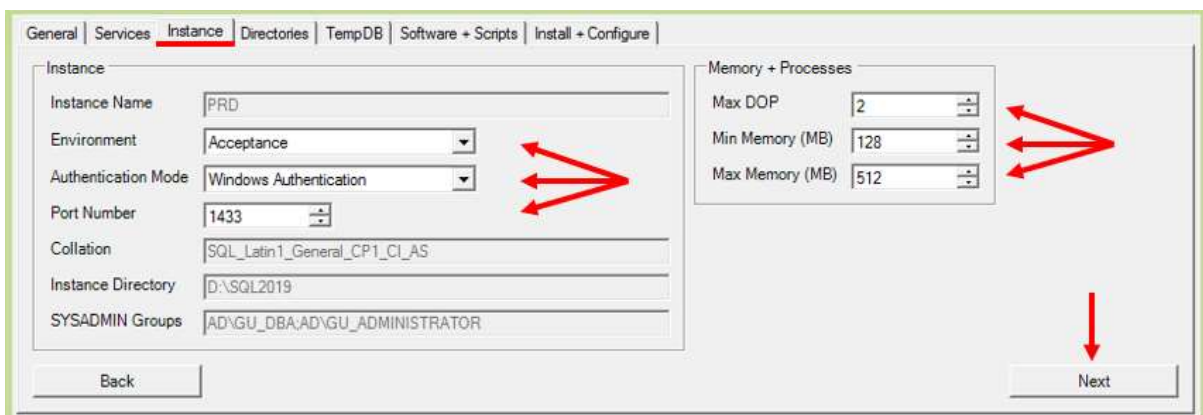 General Services Instance Directories TempDB Software + Scripts Install + Configure
Instance
Instance Name PRD
Environment Acceptance
Authentication Mode Windows Authentication
Port Number 1433
Collation SQL_Latin1_General_CP1_CI_AS
Instance Directory D:\SQL2019
SYSADMIN Groups AD\GU_DBA;AD\GU_ADMINISTRATOR
Memory + Processes
Max DOP 2
Min Memory (MB) 128
Max Memory (MB) 512
Back
Next